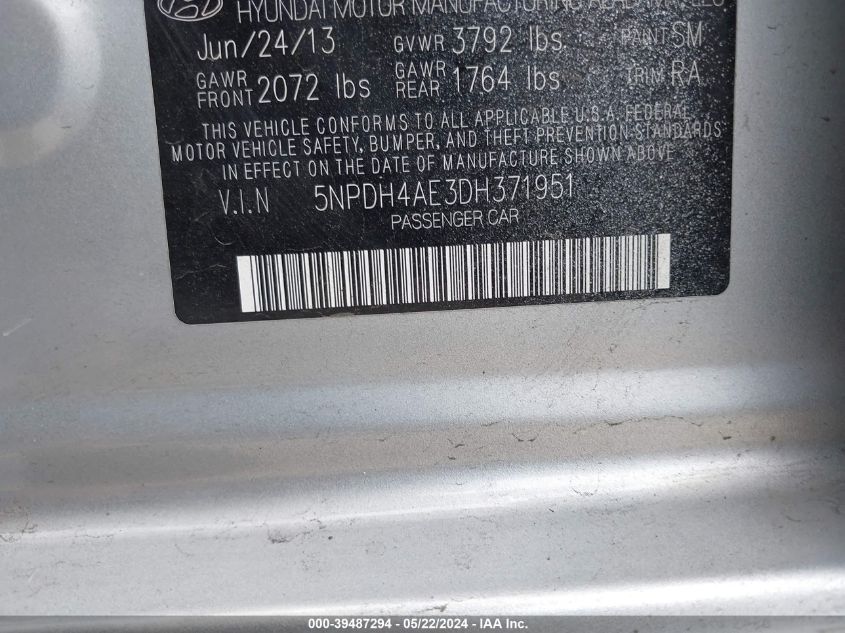 HYUNDAI MOTOR MANUFACTURING
Jun/24/13 GVWR 3792 lbs PAINT SM
GAWR FRONT 2072 lbs GAWR REAR 1764 lbs TRIM RA
THIS VEHICLE CONFORMS TO ALL APPLICABLE U.S.A. FEDERAL
MOTOR VEHICLE SAFETY, BUMPER, AND THEFT PREVENTION STANDARDS
IN EFFECT ON THE DATE OF MANUFACTURE SHOWN ABOVE
V.I.N 5NPDH4AE3DH371951
PASSENGER CAR
000-39487294 - 05/22/2024 - IAA Inc.